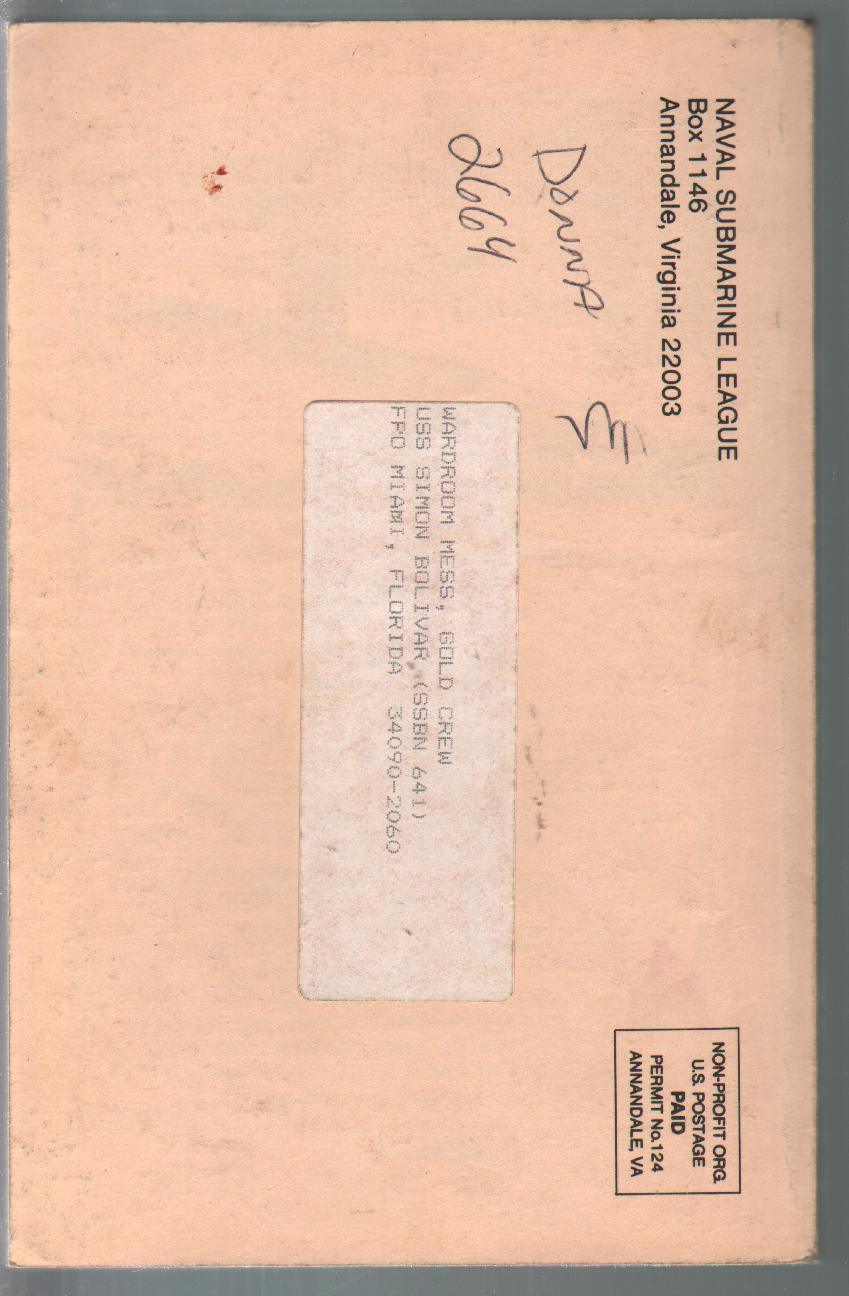 NAVAL SUBMARINE LEAGUE
Box 1146
Annandale, Virginia 22003
DONNA
2664
WARDROOM MESS, GOLD CREW
USS SIMON BOLIVAR (SSBN 641)
FPO MIAMI, FLORIDA 34090-2060
NON-PROFIT ORG.
U.S. POSTAGE
PAID
PERMIT No.124
ANNANDALE, VA